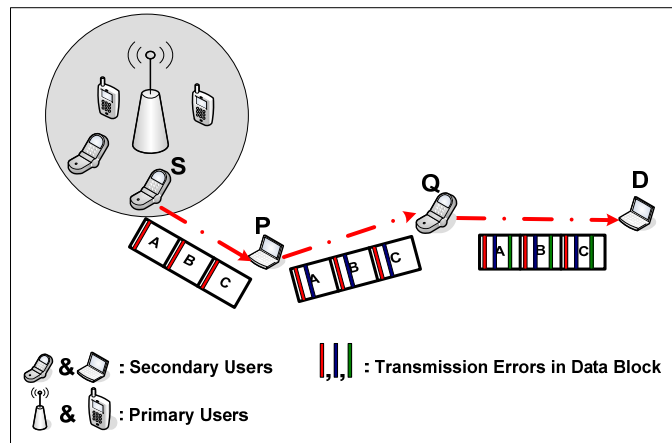 S
P
Q
D
A B C
A B C
A B C
& : Secondary Users
, , : Transmission Errors in Data Block
& : Primary Users